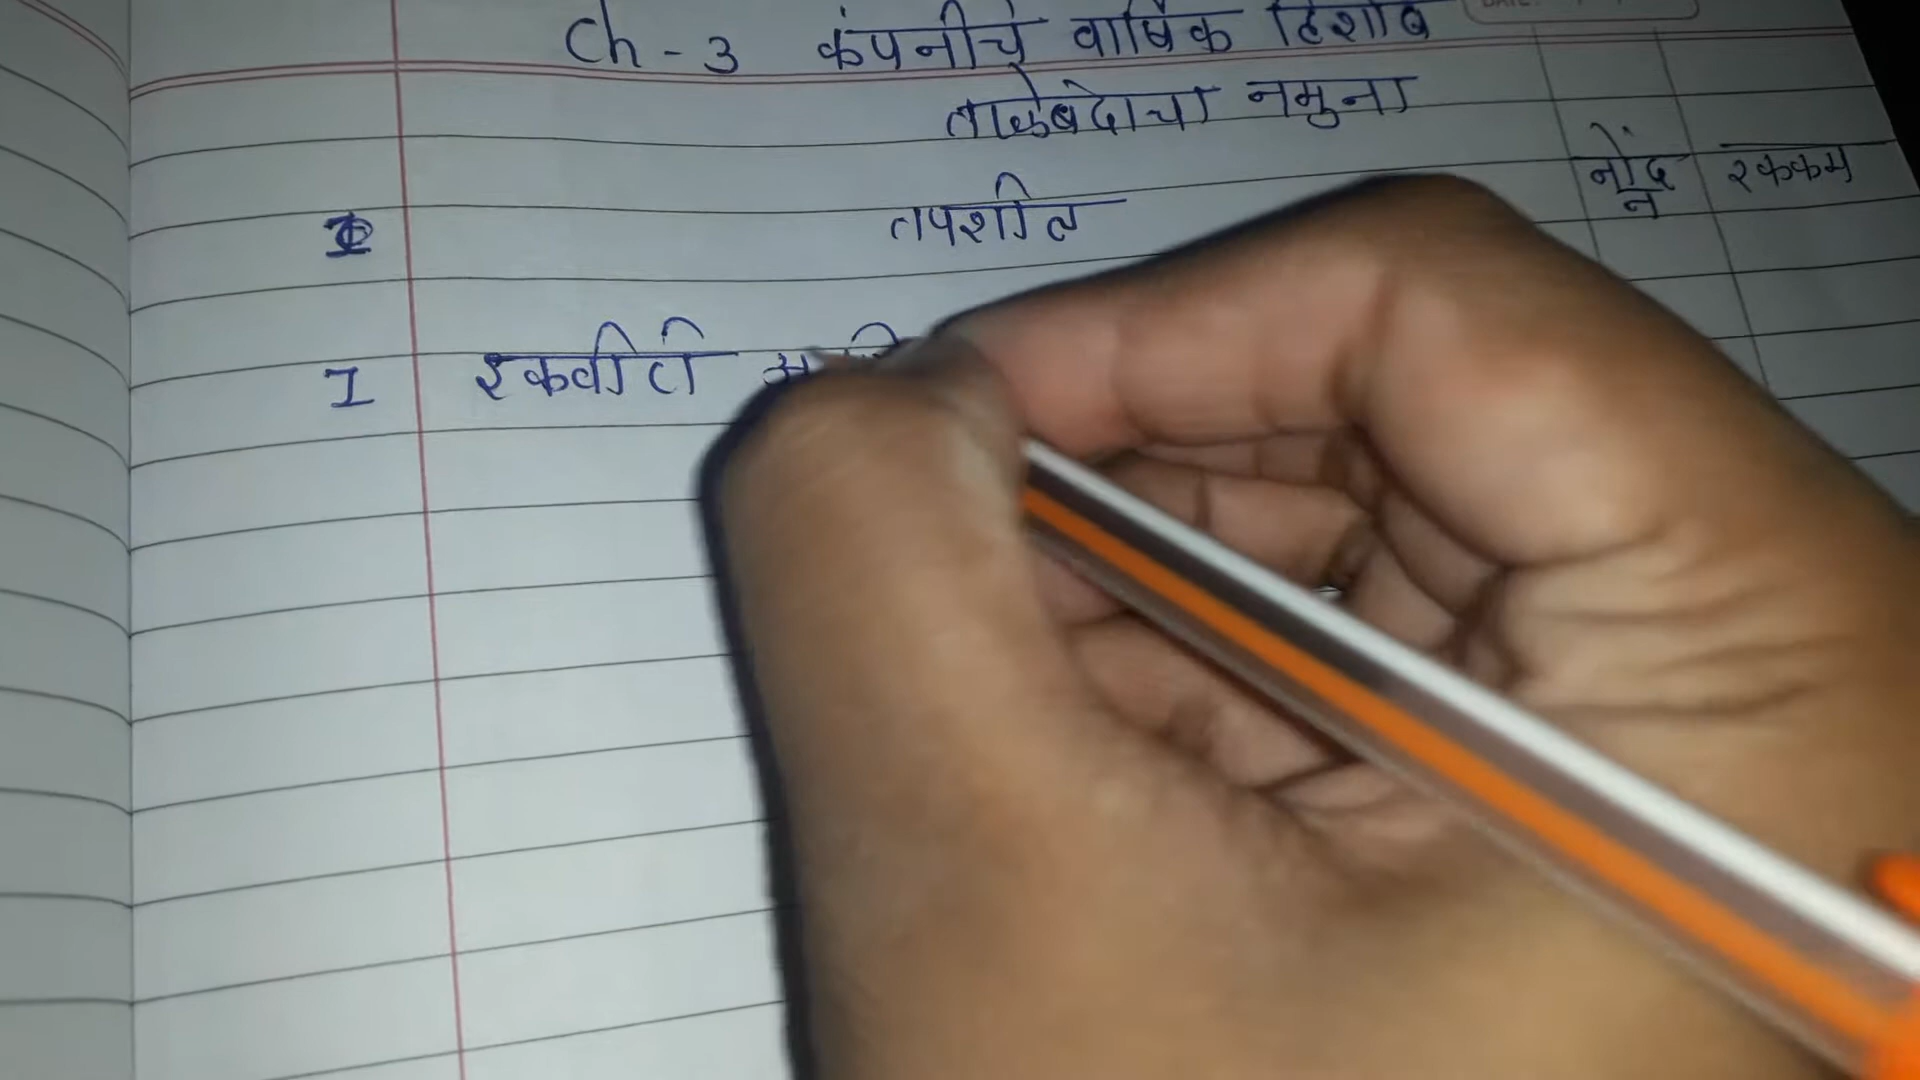 Ch - 3 कंपनीचे वार्षिक हिशोब
ताळेबंदाचा नमुना
तपशील नोंद नं रक्कम
I इक्वीटी